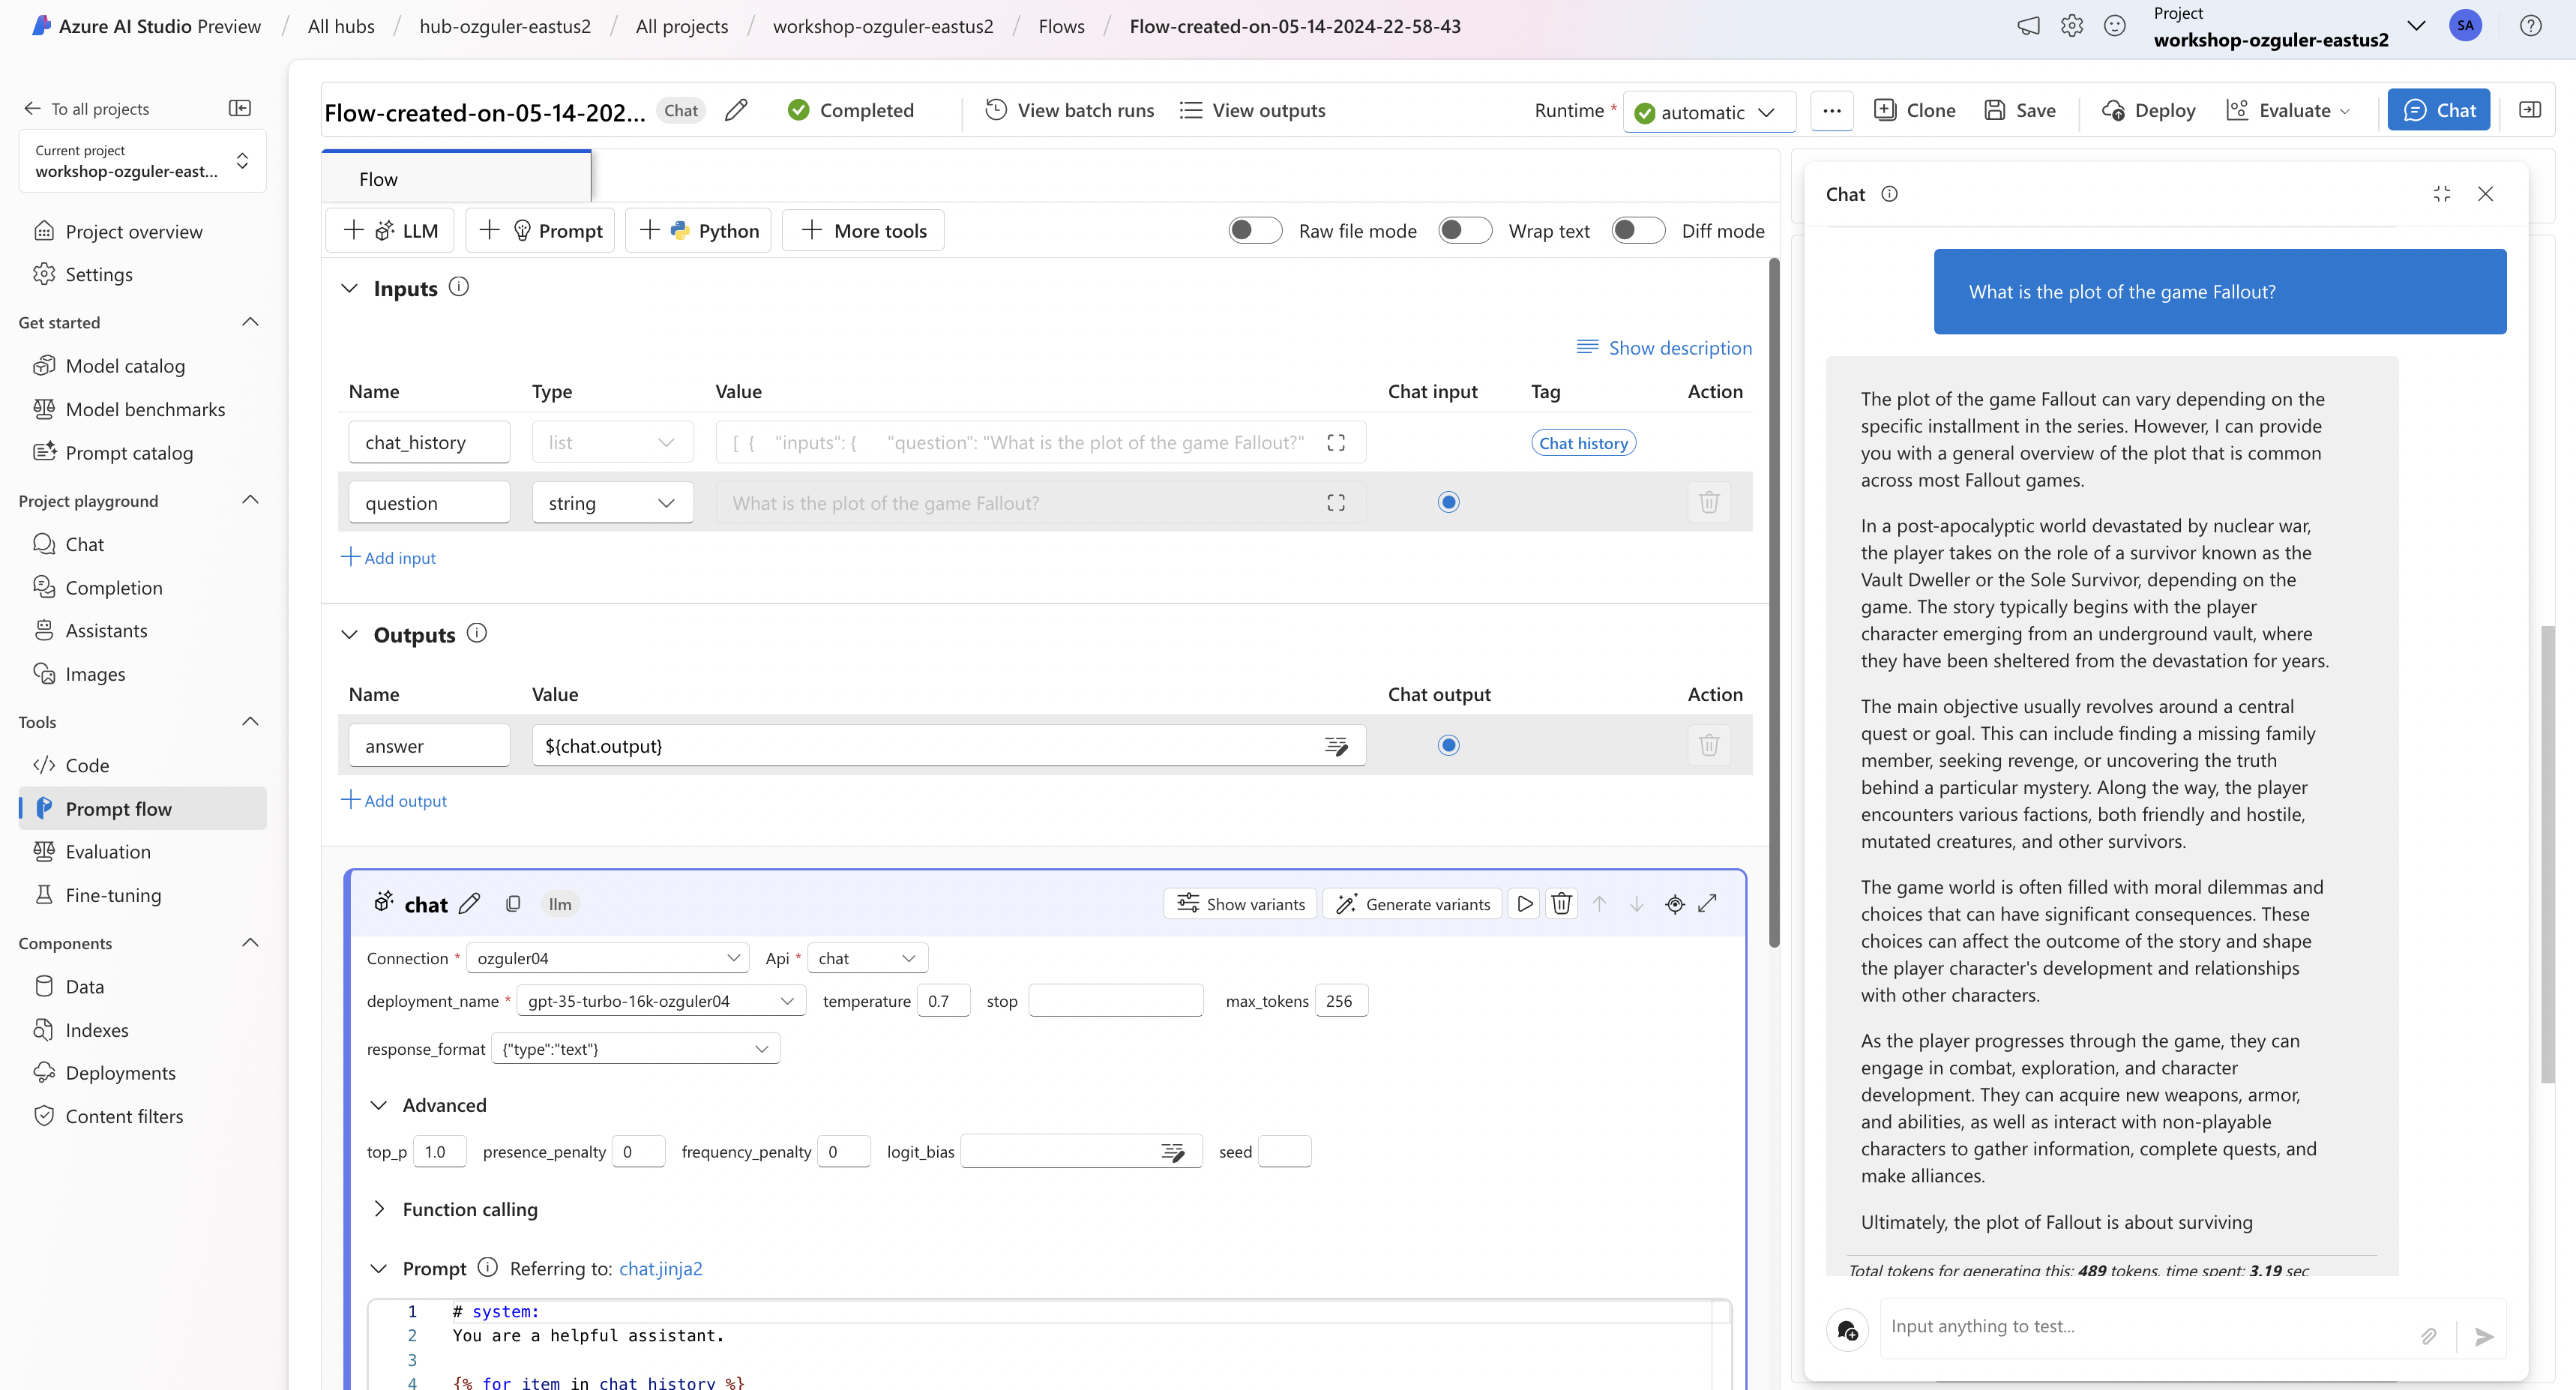 Azure AI Studio Preview / All hubs / hub-ozguler-eastus2 / All projects / workshop-ozguler-eastus2 / Flows / Flow-created-on-05-14-2024-22-58-43
Project
workshop-ozguler-eastus2
SA
To all projects
Current project
workshop-ozguler-east...
Project overview
Settings
Get started
Model catalog
Model benchmarks
Prompt catalog
Project playground
Chat
Completion
Assistants
Images
Tools
Code
Prompt flow
Evaluation
Fine-tuning
Components
Data
Indexes
Deployments
Content filters
Flow-created-on-05-14-202... Chat Completed View batch runs View outputs Runtime * automatic ... Clone Save Deploy Evaluate Chat
Flow
LLM Prompt Python More tools Raw file mode Wrap text Diff mode
Inputs
Show description
Name Type Value Chat input Tag Action
chat_history list [ { "inputs": { "question": "What is the plot of the game Fallout?" Chat history
question string What is the plot of the game Fallout?
Add input
Outputs
Name Value Chat output Action
answer ${chat.output}
Add output
chat llm Show variants Generate variants
Connection * ozguler04 Api * chat
deployment_name * gpt-35-turbo-16k-ozguler04 temperature 0.7 stop max_tokens 256
response_format {"type":"text"}
Advanced
top_p 1.0 presence_penalty 0 frequency_penalty 0 logit_bias seed
Function calling
Prompt Referring to: chat.jinja2
1 # system:
2 You are a helpful assistant.
3
4 {% for item in chat_history %}
Chat
What is the plot of the game Fallout?
The plot of the game Fallout can vary depending on the
specific installment in the series. However, I can provide
you with a general overview of the plot that is common
across most Fallout games.
In a post-apocalyptic world devastated by nuclear war,
the player takes on the role of a survivor known as the
Vault Dweller or the Sole Survivor, depending on the
game. The story typically begins with the player
character emerging from an underground vault, where
they have been sheltered from the devastation for years.
The main objective usually revolves around a central
quest or goal. This can include finding a missing family
member, seeking revenge, or uncovering the truth
behind a particular mystery. Along the way, the player
encounters various factions, both friendly and hostile,
mutated creatures, and other survivors.
The game world is often filled with moral dilemmas and
choices that can have significant consequences. These
choices can affect the outcome of the story and shape
the player character's development and relationships
with other characters.
As the player progresses through the game, they can
engage in combat, exploration, and character
development. They can acquire new weapons, armor,
and abilities, as well as interact with non-playable
characters to gather information, complete quests, and
make alliances.
Ultimately, the plot of Fallout is about surviving
Total tokens for generating this: 489 tokens, time spent: 3.19 sec
Input anything to test...